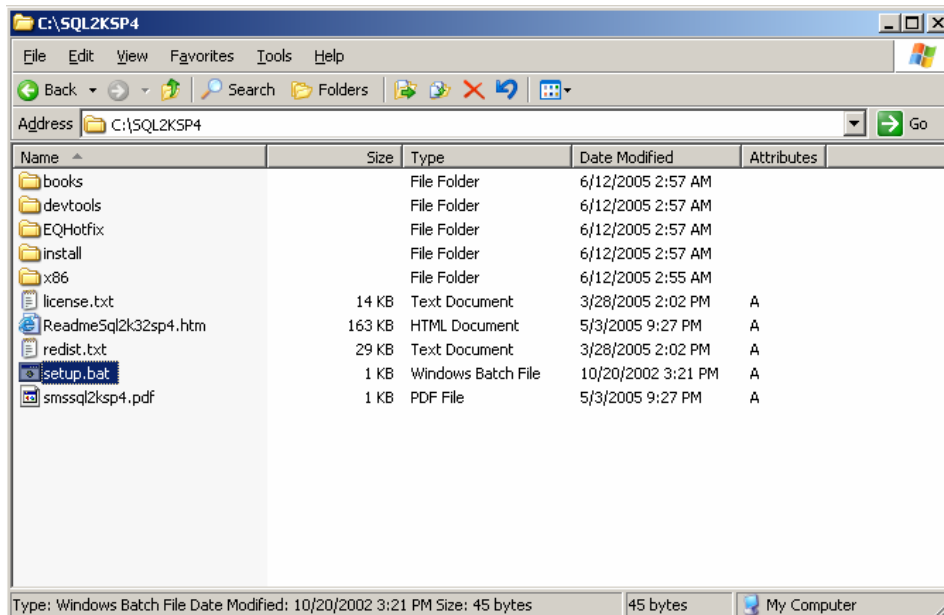 C:\SQL2KSP4
File Edit View Favorites Tools Help
Back Search Folders
Address C:\SQL2KSP4 Go
Name Size Type Date Modified Attributes
books File Folder 6/12/2005 2:57 AM
devtools File Folder 6/12/2005 2:57 AM
EQHotfix File Folder 6/12/2005 2:57 AM
install File Folder 6/12/2005 2:57 AM
x86 File Folder 6/12/2005 2:55 AM
license.txt 14 KB Text Document 3/28/2005 2:02 PM A
ReadmeSql2k32sp4.htm 163 KB HTML Document 5/3/2005 9:27 PM A
redist.txt 29 KB Text Document 3/28/2005 2:02 PM A
setup.bat 1 KB Windows Batch File 10/20/2002 3:21 PM A
smssql2ksp4.pdf 1 KB PDF File 5/3/2005 9:27 PM A
Type: Windows Batch File Date Modified: 10/20/2002 3:21 PM Size: 45 bytes 45 bytes My Computer